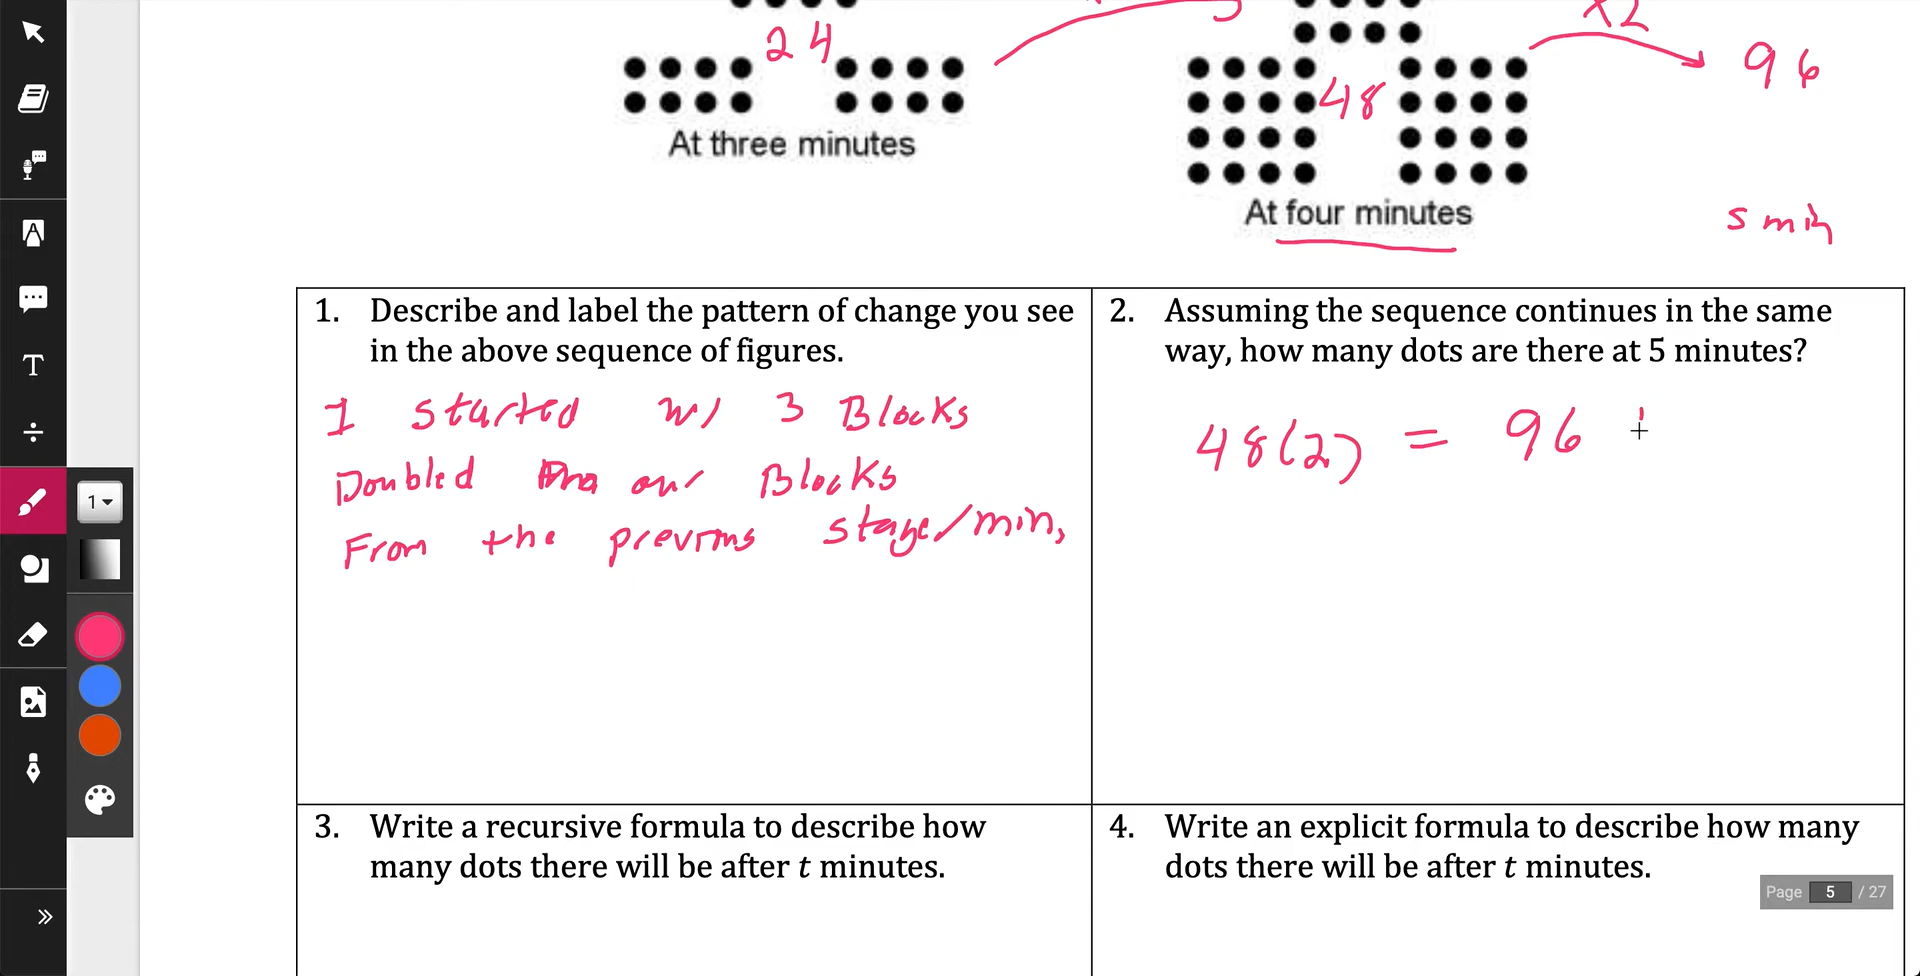 24
x2
96
48
At three minutes
At four minutes
5 min
1. Describe and label the pattern of change you see
in the above sequence of figures.
I started w/ 3 Blocks
Doubled our Blocks
From the previous stage/min,
2. Assuming the sequence continues in the same
way, how many dots are there at 5 minutes?
48(2) = 96
3. Write a recursive formula to describe how
many dots there will be after t minutes.
4. Write an explicit formula to describe how many
dots there will be after t minutes.
Page 5 / 27
1
T